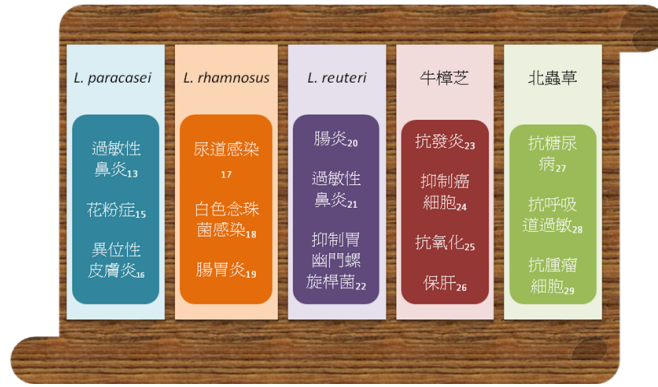 L. paracasei
過敏性
鼻炎13
花粉症15
異位性
皮膚炎16
L. rhamnosus
尿道感染
17
白色念珠
菌感染18
腸胃炎19
L. reuteri
腸炎20
過敏性
鼻炎21
抑制胃
幽門螺
旋桿菌22
牛樟芝
抗發炎23
抑制癌
細胞24
抗氧化25
保肝26
北蟲草
抗糖尿
病27
抗呼吸
道過敏28
抗腫瘤
細胞29